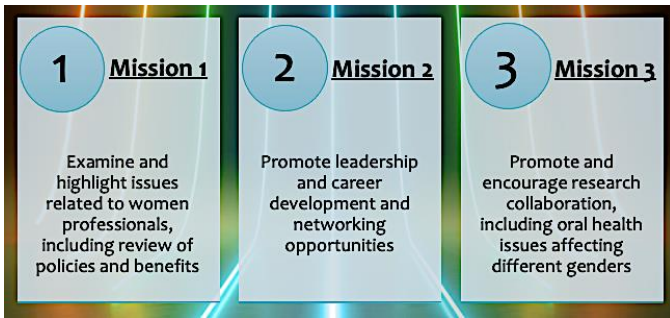 1
Mission 1
Examine and
highlight issues
related to women
professionals,
including review of
policies and benefits
2
Mission 2
Promote leadership
and career
development and
networking
opportunities
3
Mission 3
Promote and
encourage research
collaboration,
including oral health
issues affecting
different genders